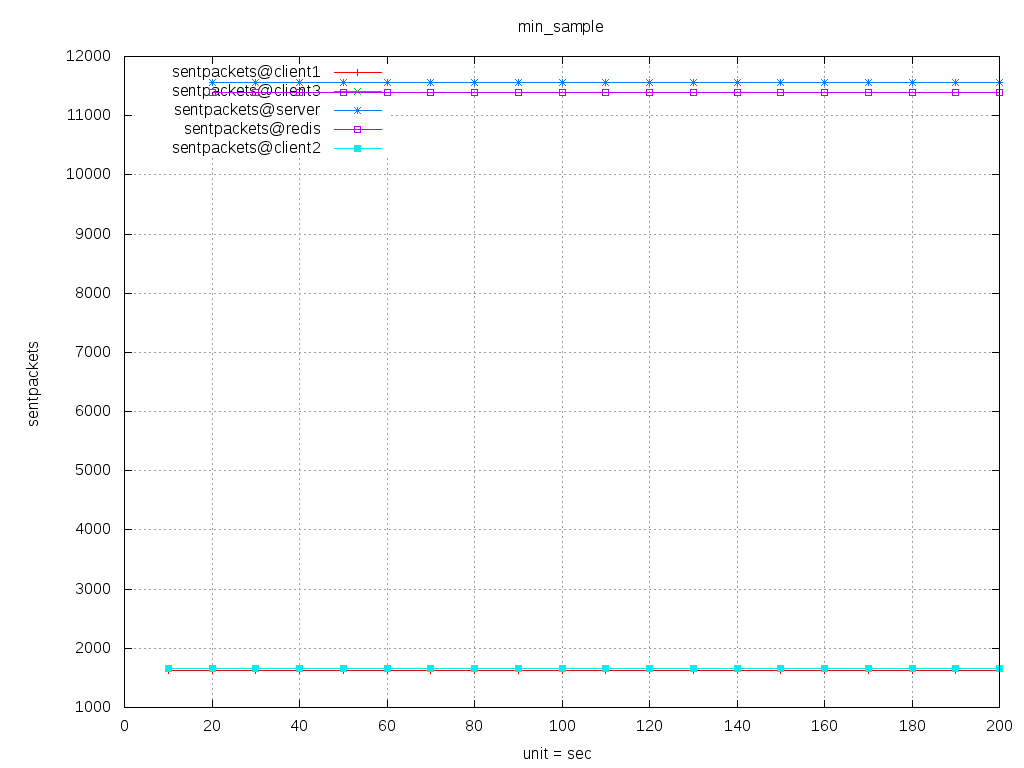 min_sample
12000
11000
10000
9000
8000
7000
6000
5000
4000
3000
2000
1000
sentpackets@client1
sentpackets@client3
sentpackets@server
sentpackets@redis
sentpackets@client2
sentpackets
0 20 40 60 80 100 120 140 160 180 200
unit = sec